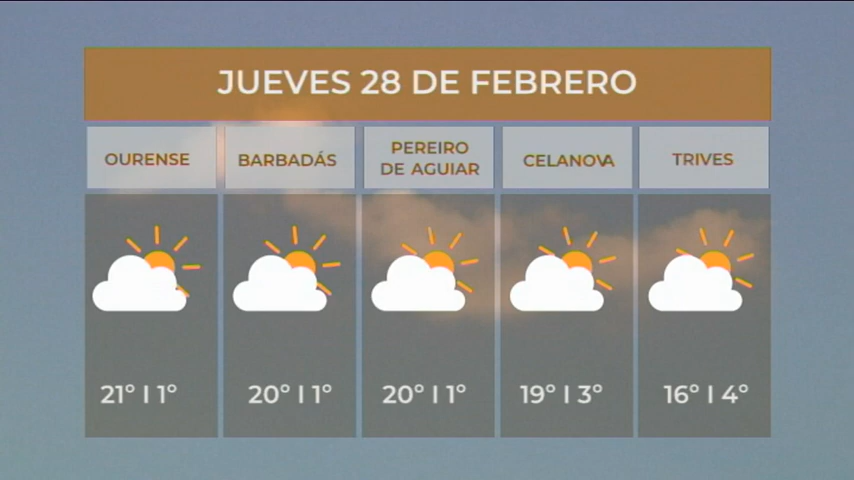 JUEVES 28 DE FEBRERO
OURENSE
BARBADÁS
PEREIRO
DE AGUIAR
CELANOVA
TRIVES
21° | 1°
20° | 1°
20° | 1°
19° | 3°
16° | 4°